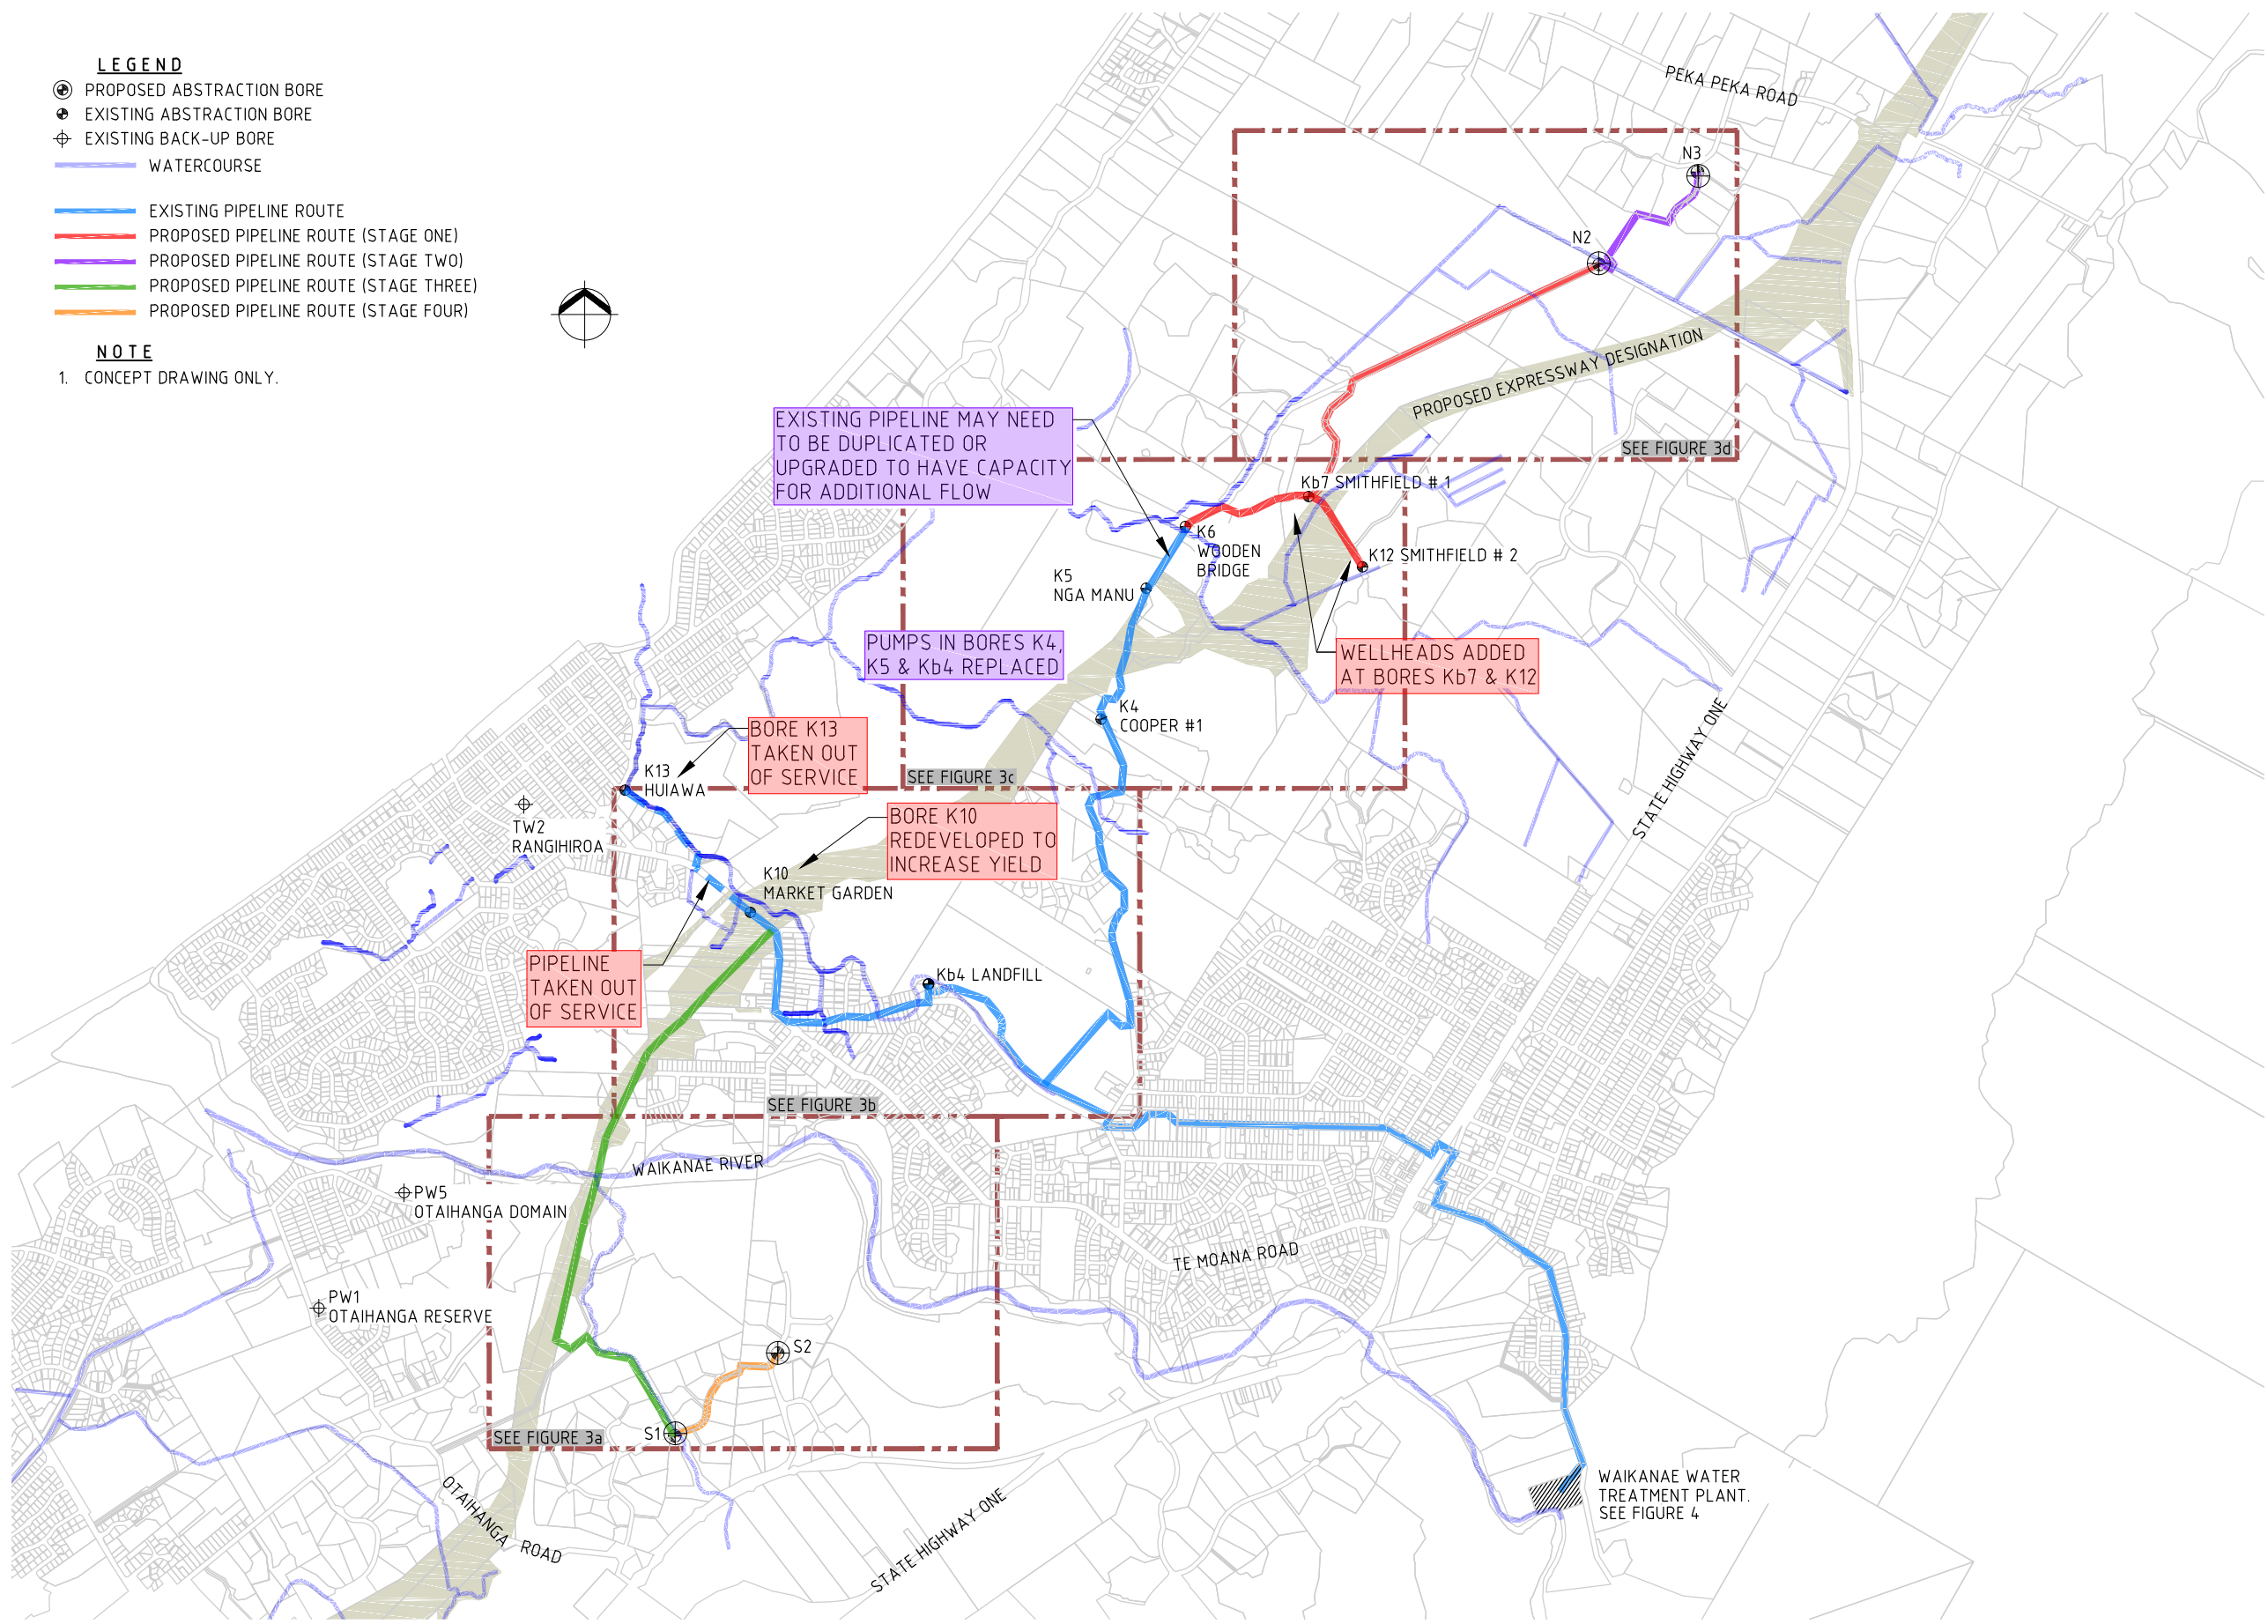 LEGEND
PROPOSED ABSTRACTION BORE
EXISTING ABSTRACTION BORE
EXISTING BACK-UP BORE
WATERCOURSE
EXISTING PIPELINE ROUTE
PROPOSED PIPELINE ROUTE (STAGE ONE)
PROPOSED PIPELINE ROUTE (STAGE TWO)
PROPOSED PIPELINE ROUTE (STAGE THREE)
PROPOSED PIPELINE ROUTE (STAGE FOUR)
NOTE
1. CONCEPT DRAWING ONLY.
PEKA PEKA ROAD
N3
N2
PROPOSED EXPRESSWAY DESIGNATION
SEE FIGURE 3d
EXISTING PIPELINE MAY NEED
TO BE DUPLICATED OR
UPGRADED TO HAVE CAPACITY
FOR ADDITIONAL FLOW
Kb7 SMITHFIELD # 1
K6
WOODEN
BRIDGE
K12 SMITHFIELD # 2
K5
NGA MANU
PUMPS IN BORES K4,
K5 & Kb4 REPLACED
WELLHEADS ADDED
AT BORES Kb7 & K12
K4
COOPER #1
STATE HIGHWAY ONE
BORE K13
TAKEN OUT
OF SERVICE
K13
HUIAWA
SEE FIGURE 3c
TW2
RANGIHIROA
BORE K10
REDEVELOPED TO
INCREASE YIELD
K10
MARKET GARDEN
PIPELINE
TAKEN OUT
OF SERVICE
Kb4 LANDFILL
SEE FIGURE 3b
WAIKANAE RIVER
PW5
OTAIHANGA DOMAIN
TE MOANA ROAD
PW1
OTAIHANGA RESERVE
S2
S1
SEE FIGURE 3a
OTAIHANGA ROAD
STATE HIGHWAY ONE
WAIKANAE WATER
TREATMENT PLANT.
SEE FIGURE 4